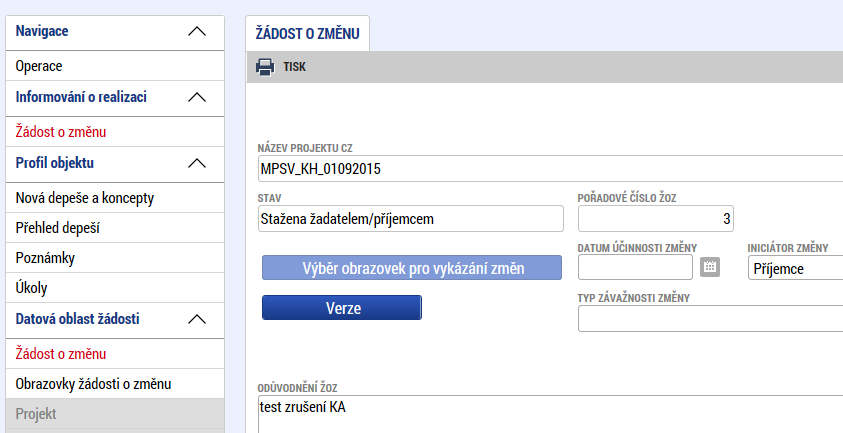 Navigace
Operace
Informování o realizaci
Žádost o změnu
Profil objektu
Nová depeše a koncepty
Přehled depeší
Poznámky
Úkoly
Datová oblast žádosti
Žádost o změnu
Obrazovky žádosti o změnu
Projekt
ŽÁDOST O ZMĚNU
TISK
NÁZEV PROJEKTU CZ
MPSV_KH_01092015
STAV
POŘADOVÉ ČÍSLO ŽOZ
Stažena žadatelem/příjemcem
3
DATUM ÚČINNOSTI ZMĚNY
INICIÁTOR ZMĚNY
Výběr obrazovek pro vykázání změn
Příjemce
TYP ZÁVAŽNOSTI ZMĚNY
Verze
ODŮVODNĚNÍ ŽOZ
test zrušení KA